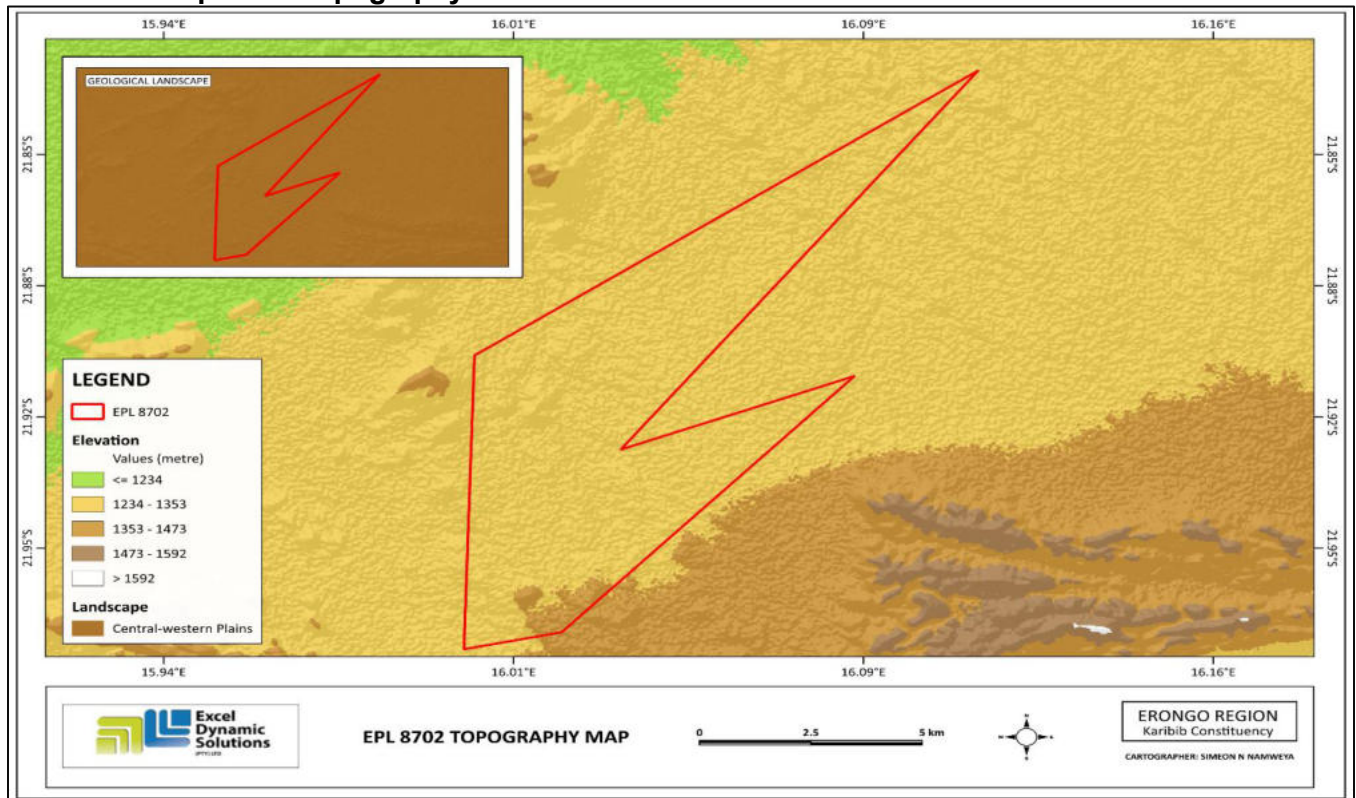 15.94°E 16.01°E 16.09°E 16.16°E
GEOLOGICAL LANDSCAPE
21.85°S 21.85°S
21.88°S 21.88°S
21.92°S 21.92°S
21.95°S 21.95°S
LEGEND
EPL 8702
Elevation
Values (metre)
<= 1234
1234 - 1353
1353 - 1473
1473 - 1592
> 1592
Landscape
Central-western Plains
15.94°E 16.01°E 16.09°E 16.16°E
Excel
Dynamic
Solutions
EPL 8702 TOPOGRAPHY MAP
0 2.5 5 km
ERONGO REGION
Karibib Constituency
CARTOGRAPHER: SIMEON N NAMWEYA